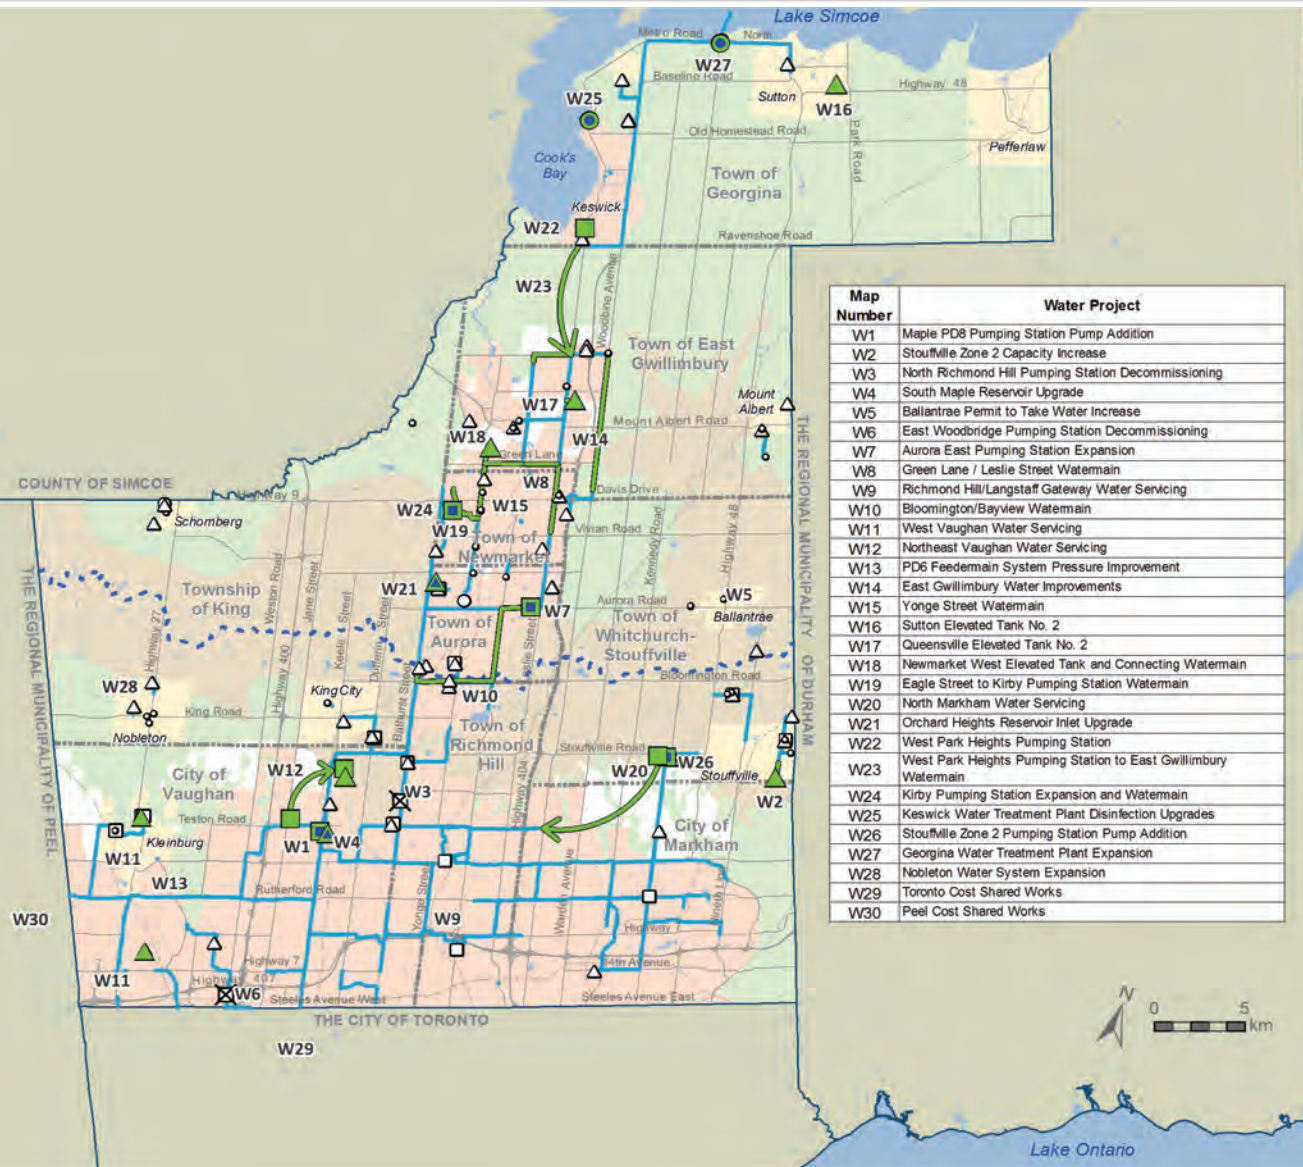 Lake Simcoe
Metro Road North
W27
Baseline Road
Highway 48
W25
Sutton
W16
Old Homestead Road
Park Road
Pefferlaw
Cook's
Bay
Town of
Georgina
Keswick
W22
Ravenshoe Road
W23
Woodbine Avenue
Town of East
Gwillimbury
Mount
Albert
W17
Mount Albert Road
W18
W14
Green Lane
COUNTY OF SIMCOE
Highway 9
W8
Davis Drive
W24
W15
Schomberg
W19
Vivian Road
Town of
Newmarket
Kennedy Road
Highway 48
THE REGIONAL MUNICIPALITY OF DURHAM
THE REGIONAL MUNICIPALITY OF PEEL
Township
of King
Weston Road
Jane Street
Keele Street
Dufferin Street
W21
W7
Aurora Road
W5
Ballantrae
Highway 27
Town of
Aurora
Leslie Street
Town of
Whitchurch-
Stouffville
Highway 400
Bathurst Street
Bloomington Road
W28
King City
W10
King Road
Nobleton
Town of
Richmond
Hill
Stouffville Road
W12
W20
W26
Stouffville
City of
Vaughan
Highway 404
W2
W3
Teston Road
Kleinburg
W1
W4
City of
Markham
W11
W13
Rutherford Road
Yonge Street
Warden Avenue
Ninth Line
W30
W9
Highway 7
Highway 7
14th Avenue
W11
Highway 407
W6
Steeles Avenue West
Steeles Avenue East
THE CITY OF TORONTO
W29
Map
Number
Water Project
W1 Maple PD8 Pumping Station Pump Addition
W2 Stouffville Zone 2 Capacity Increase
W3 North Richmond Hill Pumping Station Decommissioning
W4 South Maple Reservoir Upgrade
W5 Ballantrae Permit to Take Water Increase
W6 East Woodbridge Pumping Station Decommissioning
W7 Aurora East Pumping Station Expansion
W8 Green Lane / Leslie Street Watermain
W9 Richmond Hill/Langstaff Gateway Water Servicing
W10 Bloomington/Bayview Watermain
W11 West Vaughan Water Servicing
W12 Northeast Vaughan Water Servicing
W13 PD6 Feedemain System Pressure Improvement
W14 East Gwillimbury Water Improvements
W15 Yonge Street Watermain
W16 Sutton Elevated Tank No. 2
W17 Queensville Elevated Tank No. 2
W18 Newmarket West Elevated Tank and Connecting Watermain
W19 Eagle Street to Kirby Pumping Station Watermain
W20 North Markham Water Servicing
W21 Orchard Heights Reservoir Inlet Upgrade
W22 West Park Heights Pumping Station
W23 West Park Heights Pumping Station to East Gwillimbury
Watermain
W24 Kirby Pumping Station Expansion and Watermain
W25 Keswick Water Treatment Plant Disinfection Upgrades
W26 Stouffville Zone 2 Pumping Station Pump Addition
W27 Georgina Water Treatment Plant Expansion
W28 Nobleton Water System Expansion
W29 Toronto Cost Shared Works
W30 Peel Cost Shared Works
N
0 5
km
Lake Ontario